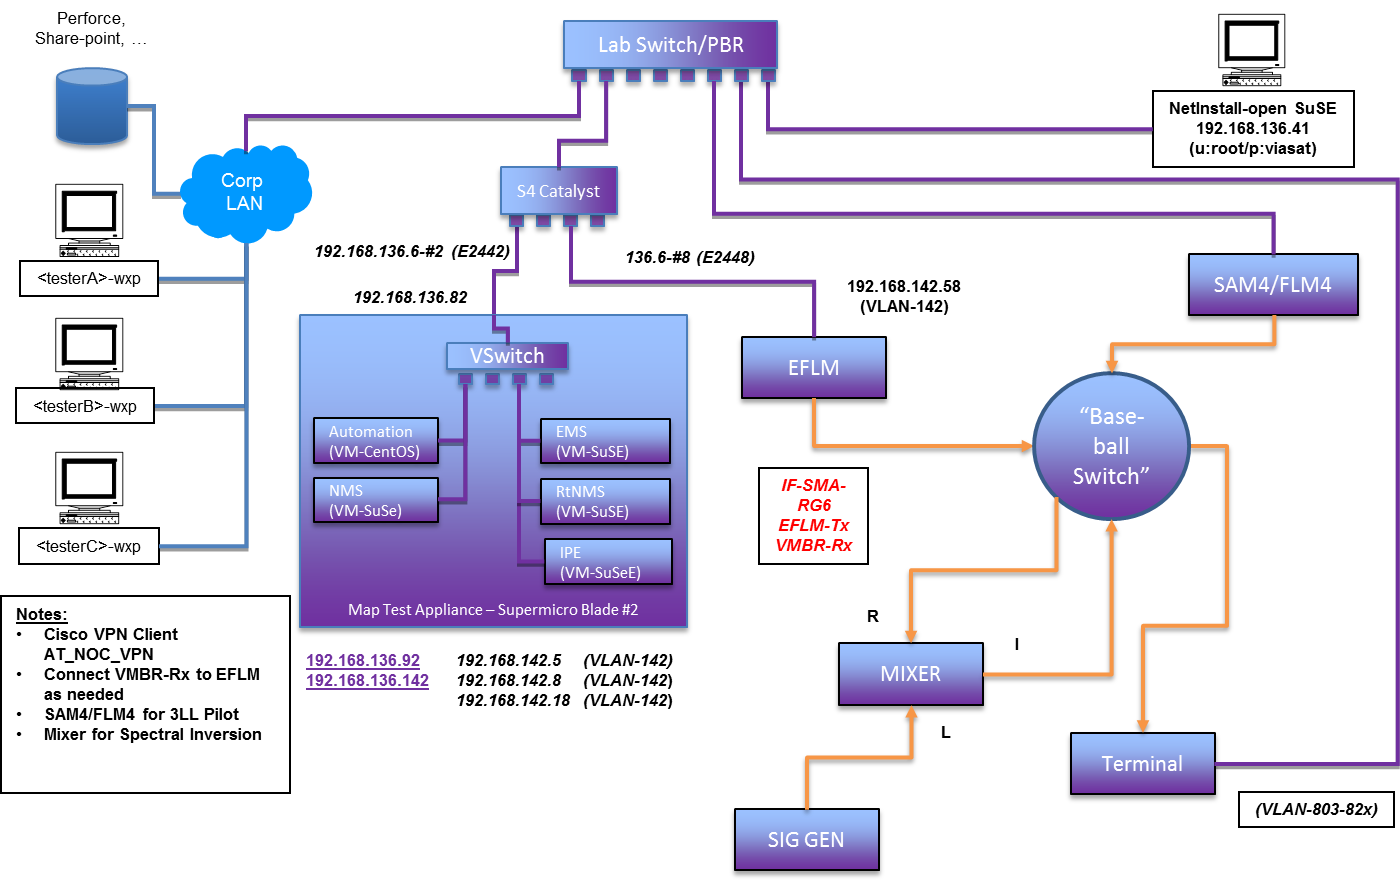 Perforce,
Share-point, ...
Lab Switch/PBR
NetInstall-open SuSE
192.168.136.41
(u:root/p:viasat)
Corp
LAN
S4 Catalyst
<testerA>-wxp
<testerB>-wxp
<testerC>-wxp
192.168.136.6-#2 (E2442)
136.6-#8 (E2448)
192.168.136.82
192.168.142.58
(VLAN-142)
SAM4/FLM4
VSwitch
EFLM
Automation
(VM-CentOS)
EMS
(VM-SuSE)
NMS
(VM-SuSe)
RtNMS
(VM-SuSE)
IPE
(VM-SuSeE)
Map Test Appliance – Supermicro Blade #2
“Base-
ball
Switch”
IF-SMA-
RG6
EFLM-Tx
VMBR-Rx
Notes:
• Cisco VPN Client
AT_NOC_VPN
• Connect VMBR-Rx to EFLM
as needed
• SAM4/FLM4 for 3LL Pilot
• Mixer for Spectral Inversion
192.168.136.92 192.168.142.5 (VLAN-142)
192.168.136.142 192.168.142.8 (VLAN-142)
192.168.142.18 (VLAN-142)
R
I
MIXER
L
Terminal
(VLAN-803-82x)
SIG GEN